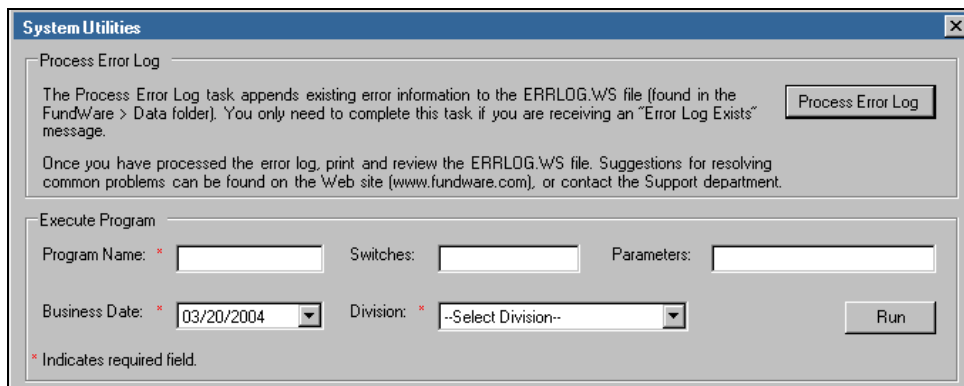 System Utilities
Process Error Log
The Process Error Log task appends existing error information to the ERRLOG.WS file (found in the
FundWare > Data folder). You only need to complete this task if you are receiving an "Error Log Exists"
message.
Process Error Log
Once you have processed the error log, print and review the ERRLOG.WS file. Suggestions for resolving
common problems can be found on the Web site (www.fundware.com), or contact the Support department.
Execute Program
Program Name: * Switches: Parameters:
Business Date: * 03/20/2004 Division: * --Select Division-- Run
* Indicates required field.